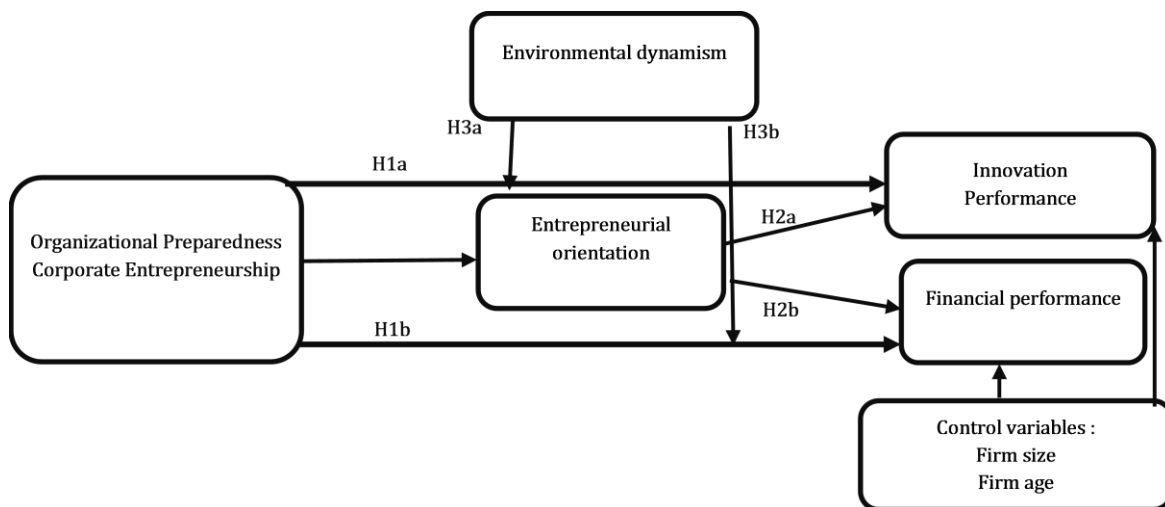 Environmental dynamism
H3a
H3b
H1a
Innovation
Performance
Organizational Preparedness
Corporate Entrepreneurship
Entrepreneurial
orientation
H2a
Financial performance
H2b
H1b
Control variables :
Firm size
Firm age